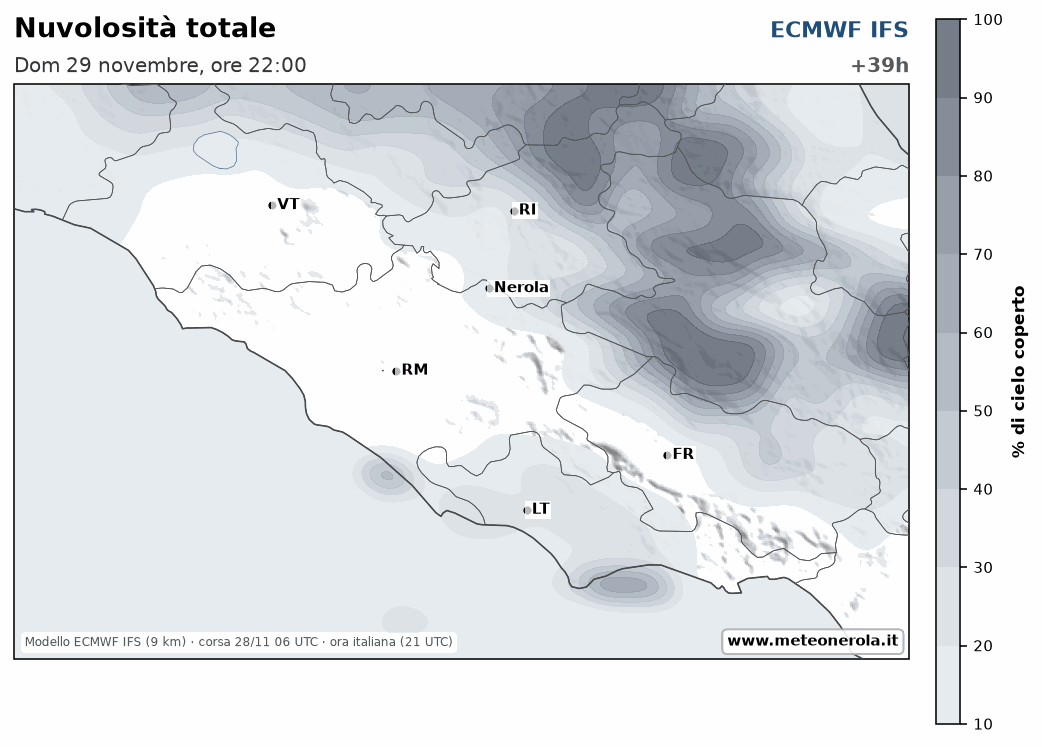 Nuvolosità totale
ECMWF IFS
Dom 29 novembre, ore 22:00
+39h
100
90
80
70
60
50
40
30
20
10
% di cielo coperto
VT
RI
Nerola
RM
FR
LT
Modello ECMWF IFS (9 km) · corsa 28/11 06 UTC · ora italiana (21 UTC)
www.meteonerola.it